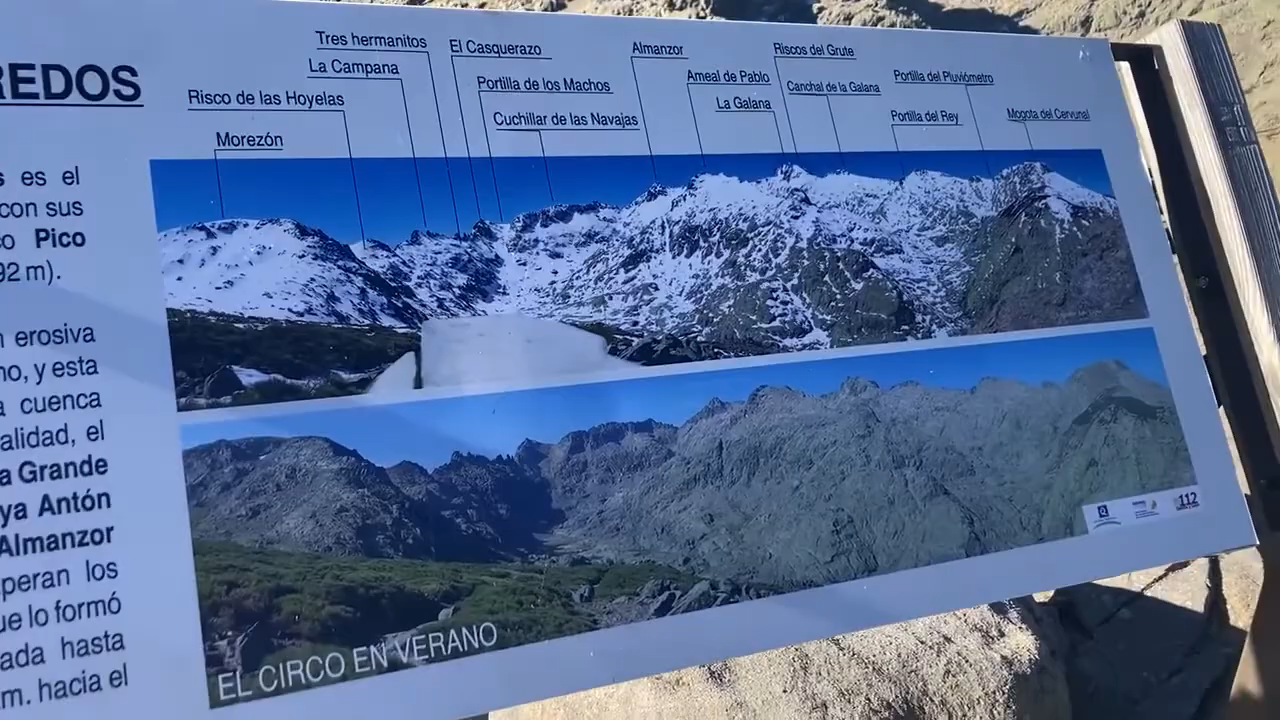 REDOS
s es el
con sus
co Pico
92 m).
n erosiva
no, y esta
a cuenca
alidad, el
a Grande
ya Antón
Almanzor
peran los
ue lo formó
ada hasta
m. hacia el
Tres hermanitos
La Campana
Risco de las Hoyelas
Morezón
El Casquerazo
Portilla de los Machos
Cuchillar de las Navajas
Almanzor
Ameal de Pablo
La Galana
Riscos del Grute
Canchal de la Galana
Portilla del Pluviómetro
Portilla del Rey
Mogota del Cervunal
EL CIRCO EN VERANO
112